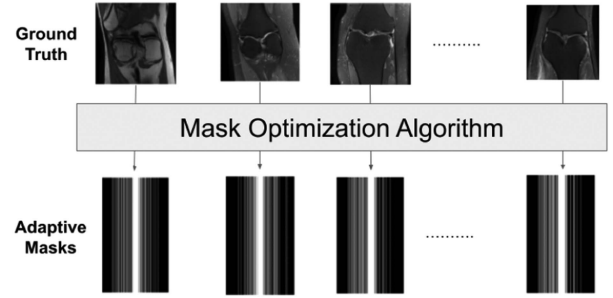 Ground
Truth
..........
Mask Optimization Algorithm
Adaptive
Masks
..........